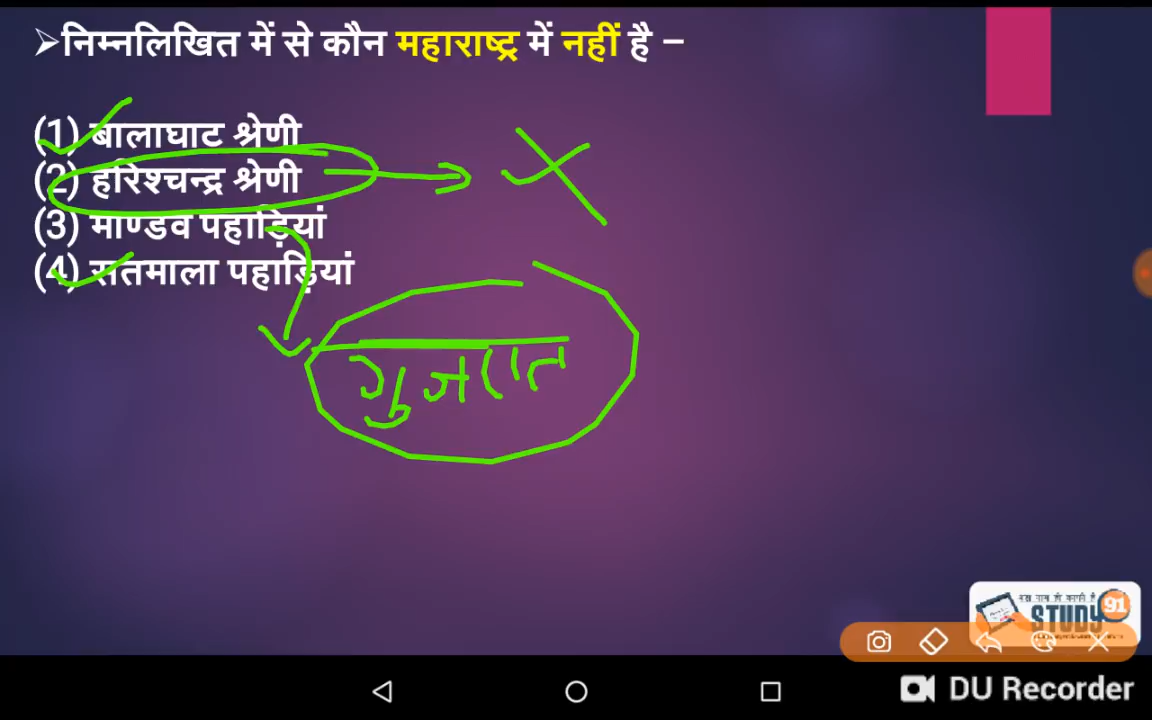 ➢निम्नलिखित में से कौन महाराष्ट्र में नहीं है –
(1) बालाघाट श्रेणी
(2) हरिश्चन्द्र श्रेणी
(3) माण्डव पहाड़ियां
(4) सतमाला पहाड़ियां
गुजरात
91
STUDY
DU Recorder